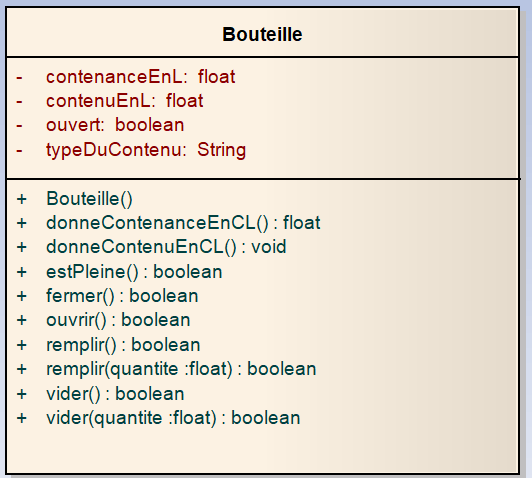 Bouteille
- contenanceEnL: float
- contenuEnL: float
- ouvert: boolean
- typeDuContenu: String
+ Bouteille()
+ donneContenanceEnCL() : float
+ donneContenuEnCL() : void
+ estPleine() : boolean
+ fermer() : boolean
+ ouvrir() : boolean
+ remplir() : boolean
+ remplir(quantite :float) : boolean
+ vider() : boolean
+ vider(quantite :float) : boolean